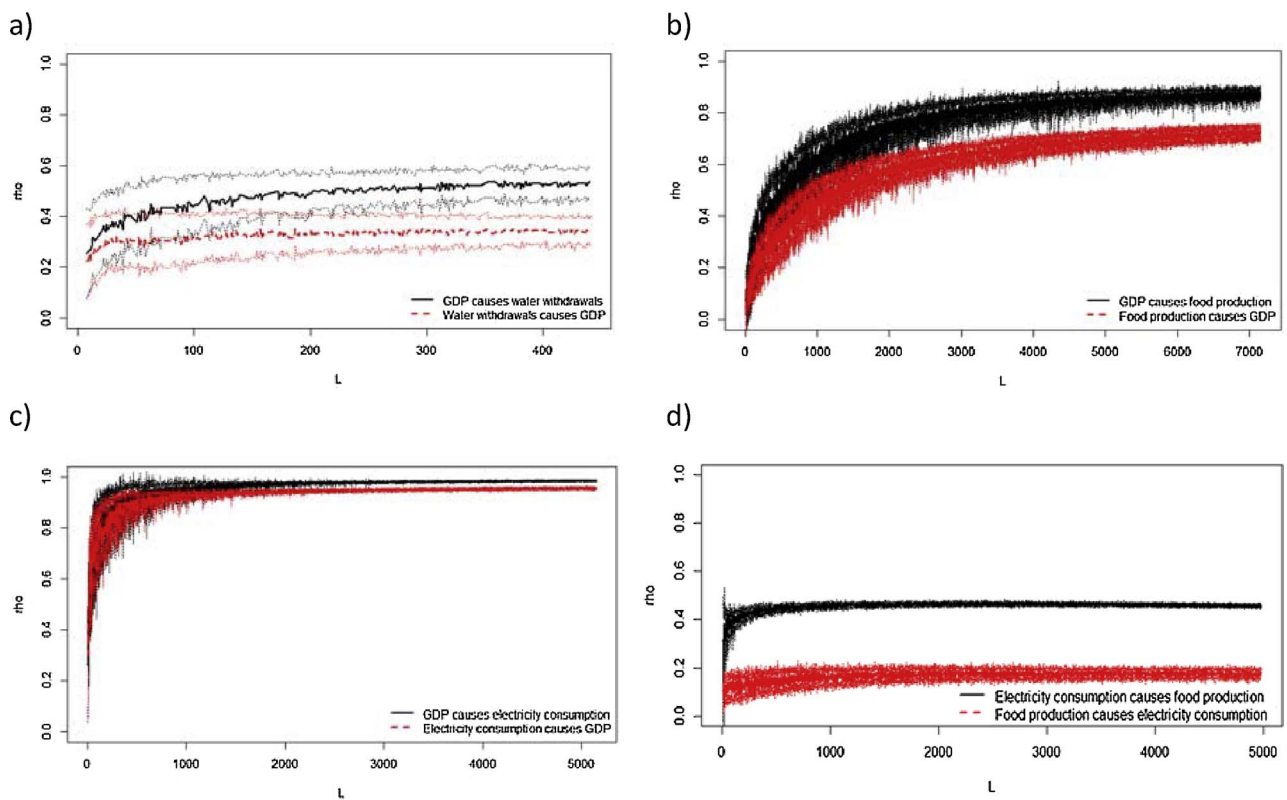 a)
1.0
0.8
0.6
0.4
0.2
0.0
rho
GDP causes water withdrawals
Water withdrawals causes GDP
0 100 200 300 400
L
b)
1.0
0.8
0.6
0.4
0.2
0.0
rho
GDP causes food production
Food production causes GDP
0 1000 2000 3000 4000 5000 6000 7000
L
c)
1.0
0.8
0.6
0.4
0.2
0.0
rho
GDP causes electricity consumption
Electricity consumption causes GDP
0 1000 2000 3000 4000 5000
L
d)
1.0
0.8
0.6
0.4
0.2
0.0
rho
Electricity consumption causes food production
Food production causes electricity consumption
0 1000 2000 3000 4000 5000
L